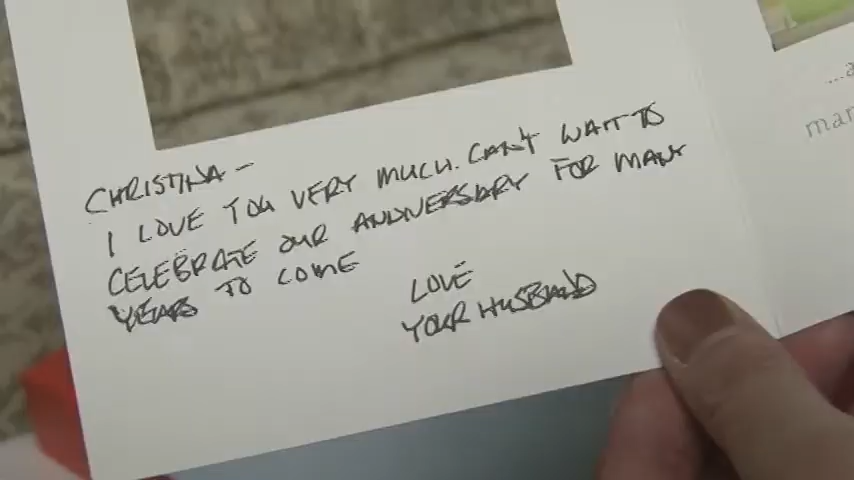 CHRISTINA –
I LOVE YOU VERY MUCH. CAN'T WAIT TO
CELEBRATE OUR ANNIVERSARY FOR MANY
YEARS TO COME
LOVE
YOUR HUSBAND
...a
man